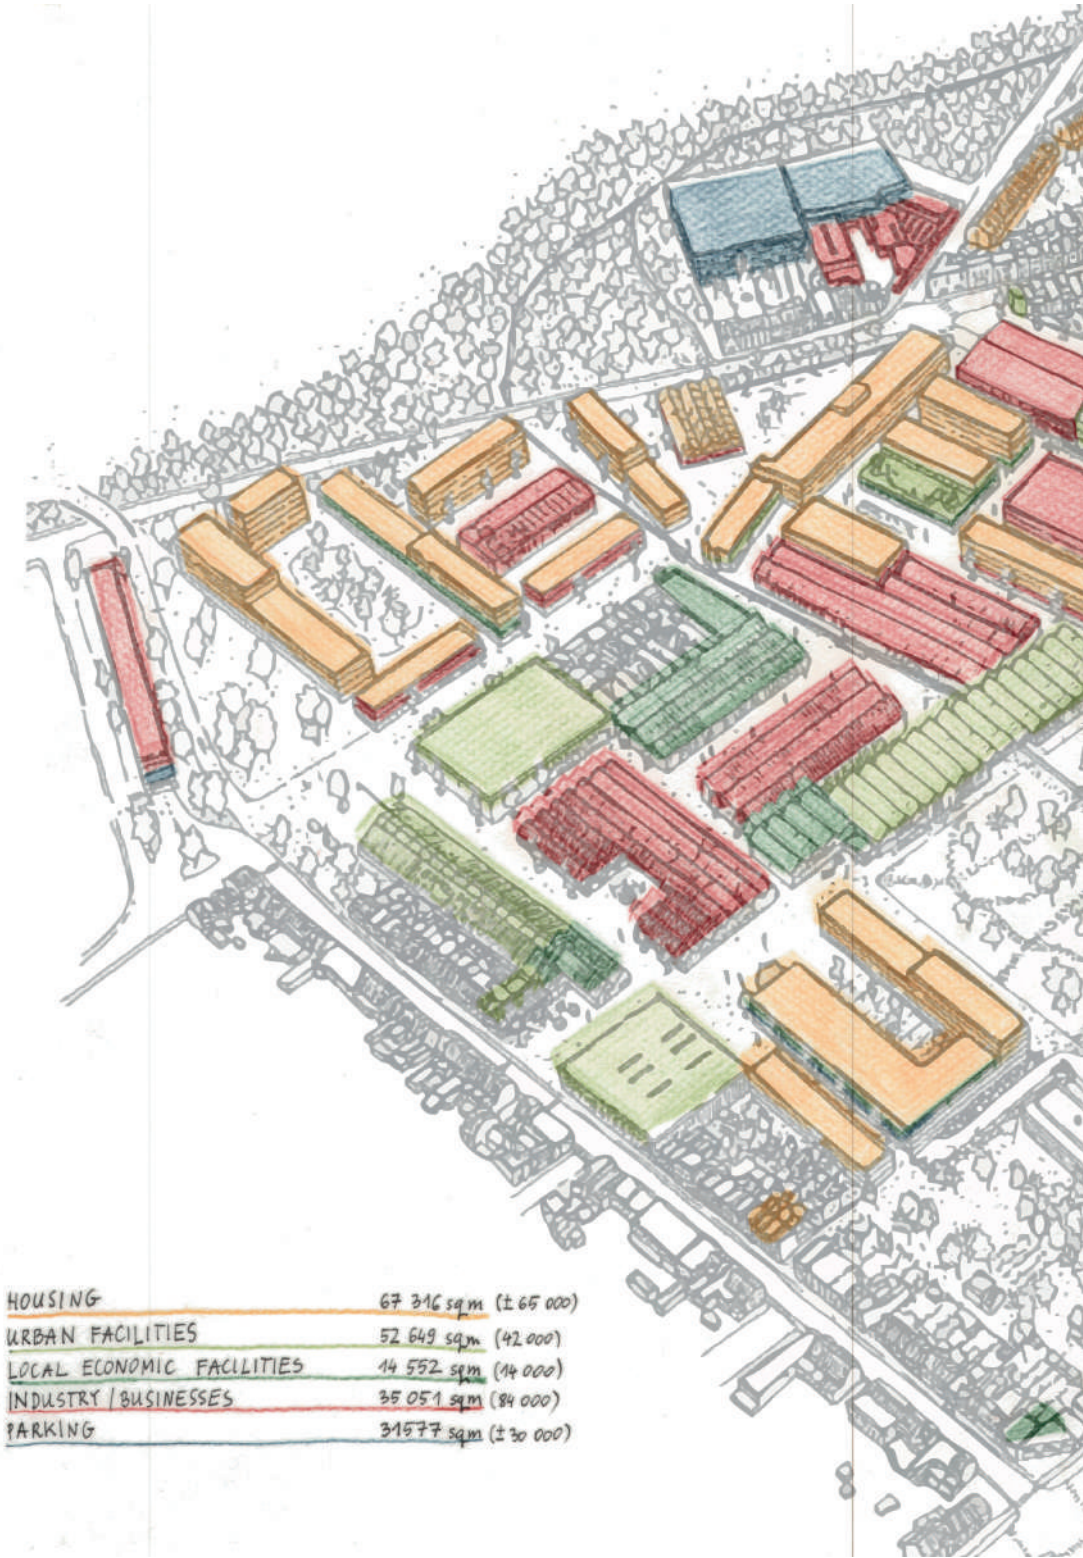 HOUSING 67 316 sqm (± 65 000)
URBAN FACILITIES 52 649 sqm (42 000)
LOCAL ECONOMIC FACILITIES 14 552 sqm (14 000)
INDUSTRY / BUSINESSES 35 051 sqm (84 000)
PARKING 31577 sqm (± 30 000)